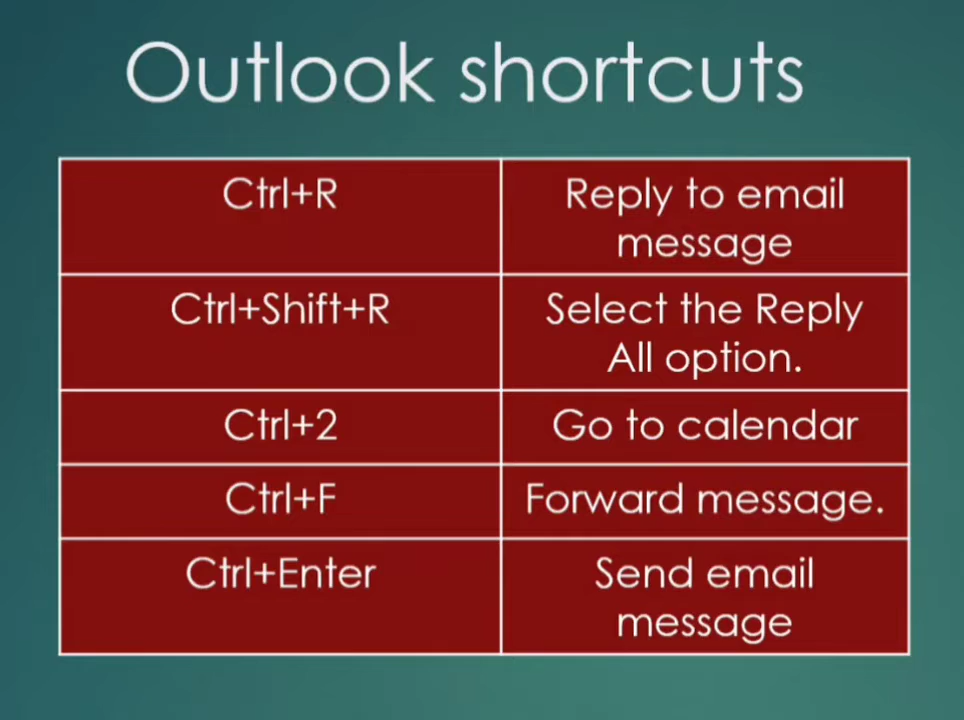 Outlook shortcuts
Ctrl+R
Reply to email
message
Ctrl+Shift+R
Select the Reply
All option.
Ctrl+2
Go to calendar
Ctrl+F
Forward message.
Ctrl+Enter
Send email
message